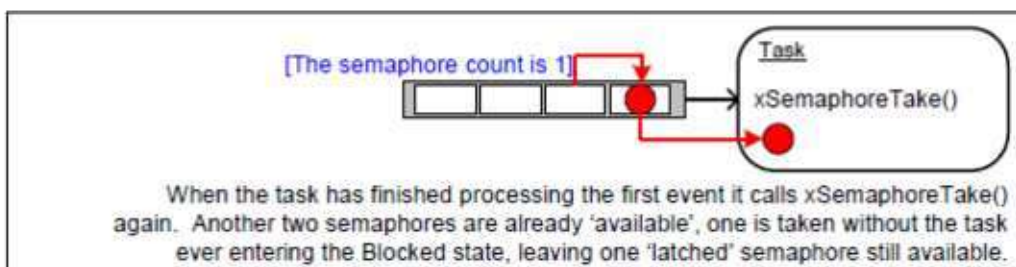 [The semaphore count is 1]
Task
xSemaphoreTake()
When the task has finished processing the first event it calls xSemaphoreTake()
again. Another two semaphores are already ‘available’, one is taken without the task
ever entering the Blocked state, leaving one ‘latched’ semaphore still available.